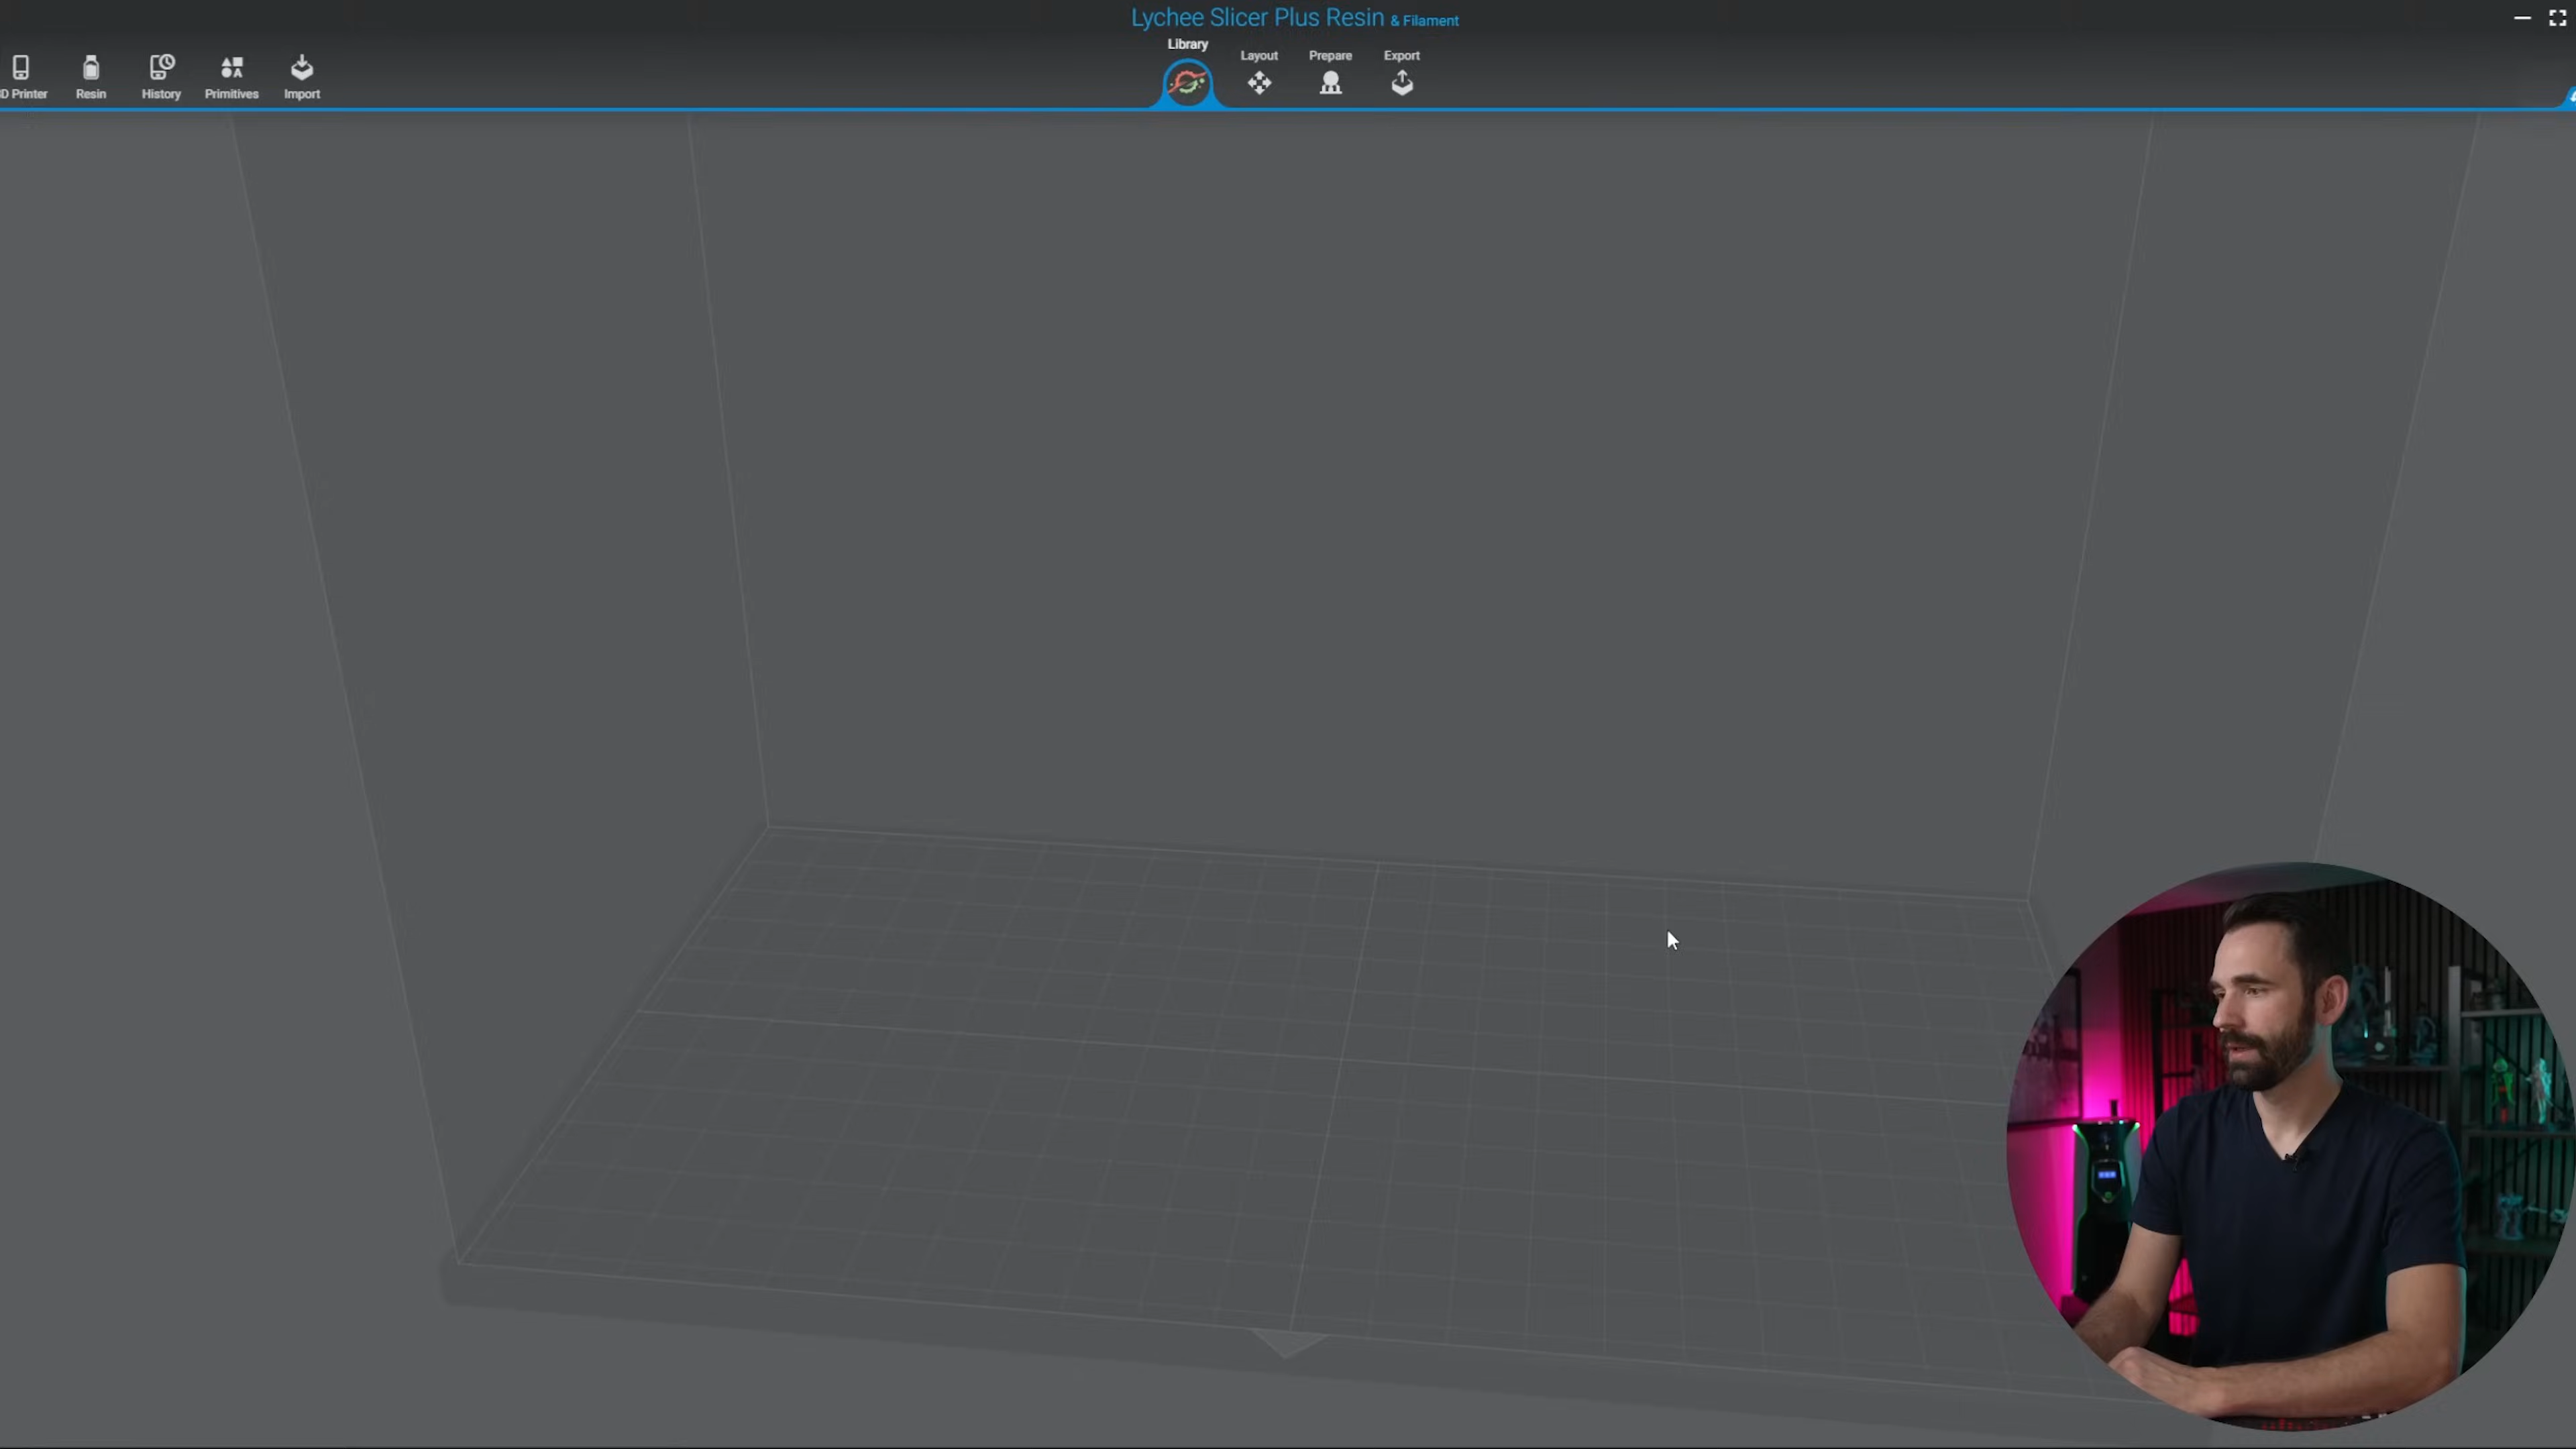 Lychee Slicer Plus Resin & Filament
Library
Layout
Prepare
Export
D Printer
Resin
History
Primitives
Import